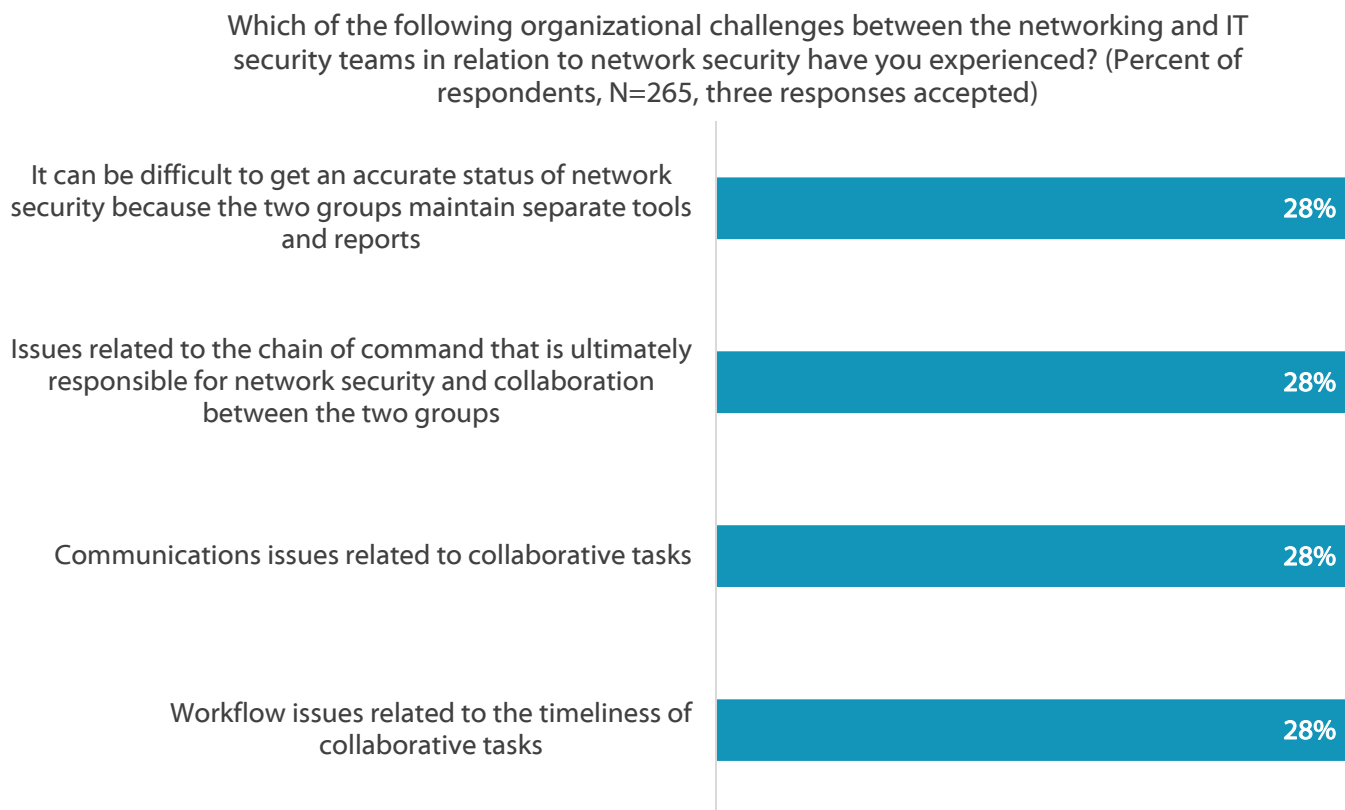 Which of the following organizational challenges between the networking and IT
security teams in relation to network security have you experienced? (Percent of
respondents, N=265, three responses accepted)
It can be difficult to get an accurate status of network
security because the two groups maintain separate tools
and reports
28%
Issues related to the chain of command that is ultimately
responsible for network security and collaboration
between the two groups
28%
Communications issues related to collaborative tasks
28%
Workflow issues related to the timeliness of
collaborative tasks
28%